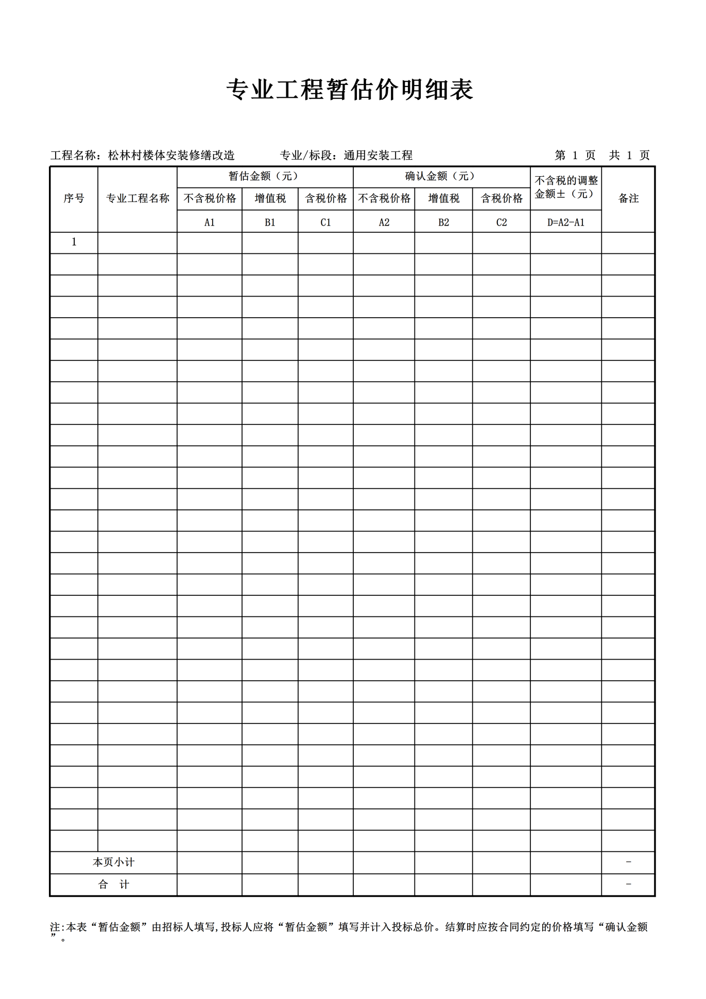 专业工程暂估价明细表
工程名称：松林村楼体安装修缮改造 专业/标段：通用安装工程 第 1 页 共 1 页
序号 专业工程名称 暂估金额（元） 确认金额（元） 不含税的调整金额±（元） 备注
不含税价格 增值税 含税价格 不含税价格 增值税 含税价格
A1 B1 C1 A2 B2 C2 D=A2-A1
1
本页小计 -
合 计 -
注:本表“暂估金额”由招标人填写,投标人应将“暂估金额”填写并计入投标总价。结算时应按合同约定的价格填写“确认金额
”。